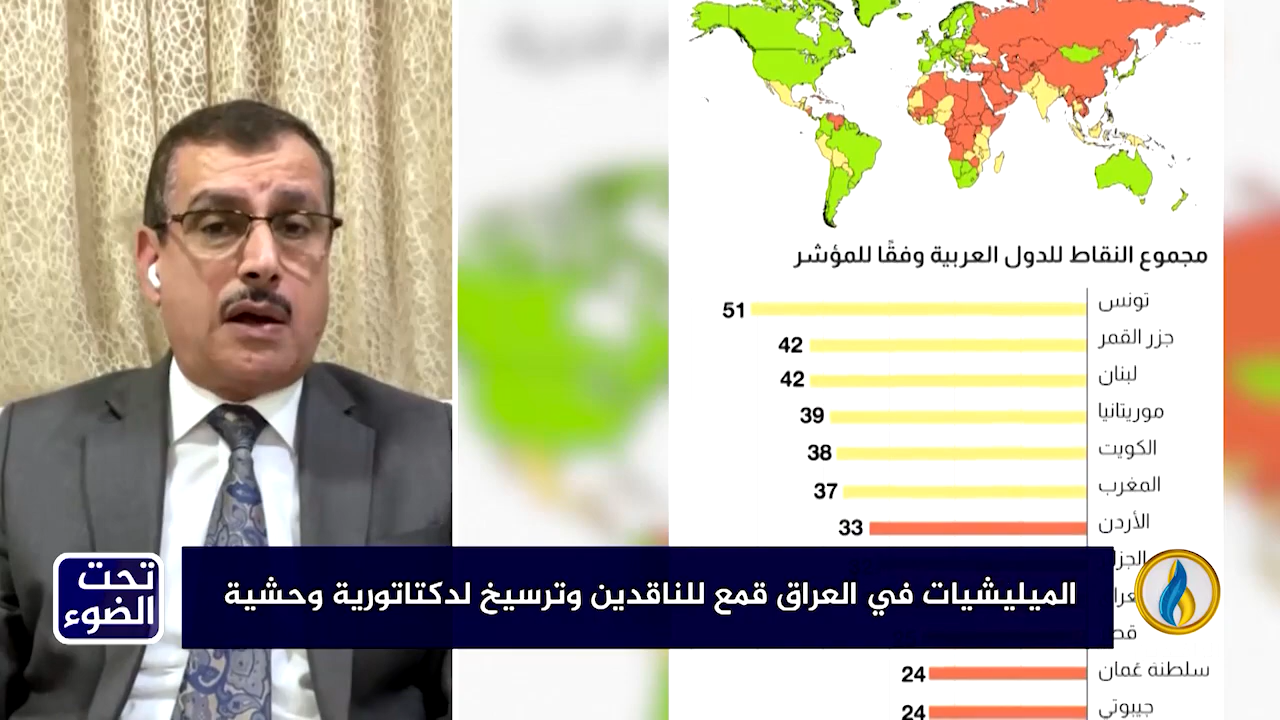 مجموع النقاط للدول العربية وفقًا للمؤشر
تونس 51
جزر القمر 42
لبنان 42
موريتانيا 39
الكويت 38
المغرب 37
الأردن 33
سلطنة عُمان 24
جيبوتي 24
الميليشيات في العراق قمع للناقدين وترسيخ لدكتاتورية وحشية
تحت
الضوء